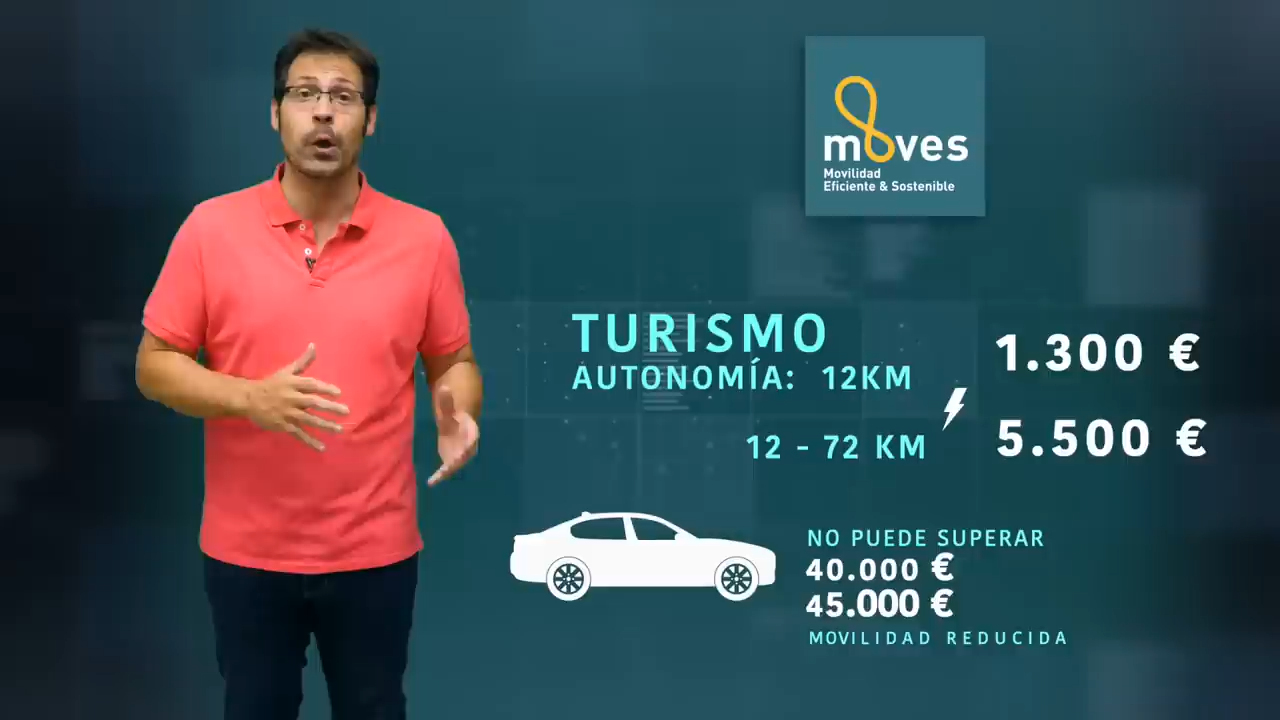 moves
Movilidad
Eficiente & Sostenible
TURISMO
AUTONOMÍA: 12KM
1.300 €
12 - 72 KM
5.500 €
NO PUEDE SUPERAR
40.000 €
45.000 €
MOVILIDAD REDUCIDA